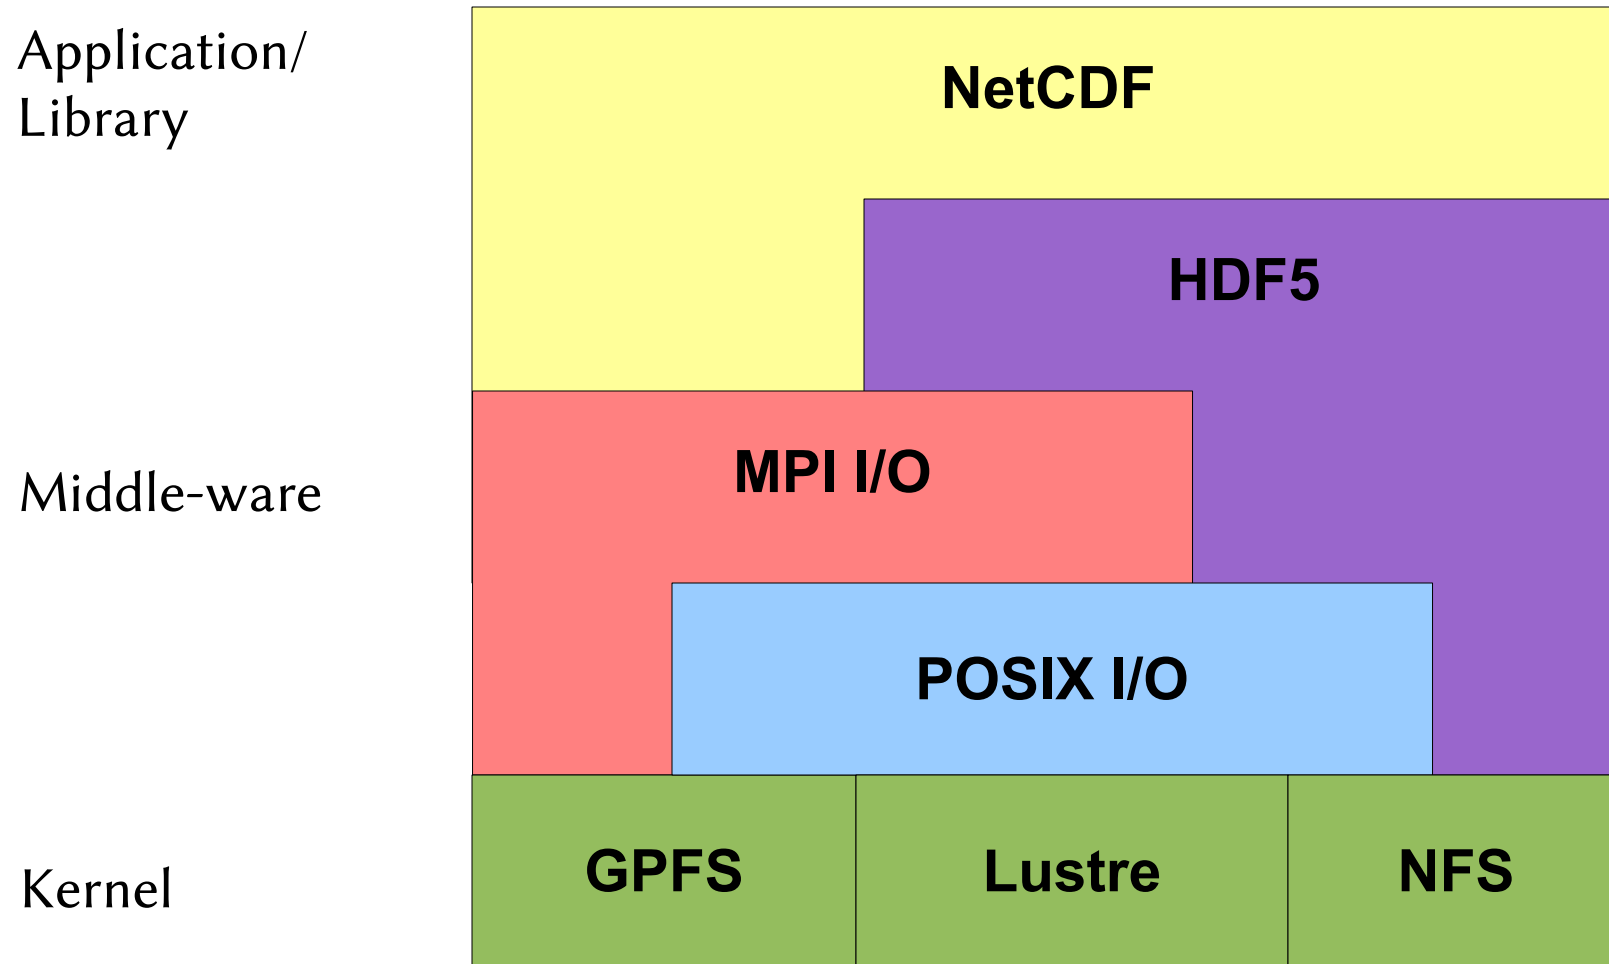 Application/
Library
NetCDF
HDF5
MPI I/O
Middle-ware
POSIX I/O
GPFS
Lustre
NFS
Kernel